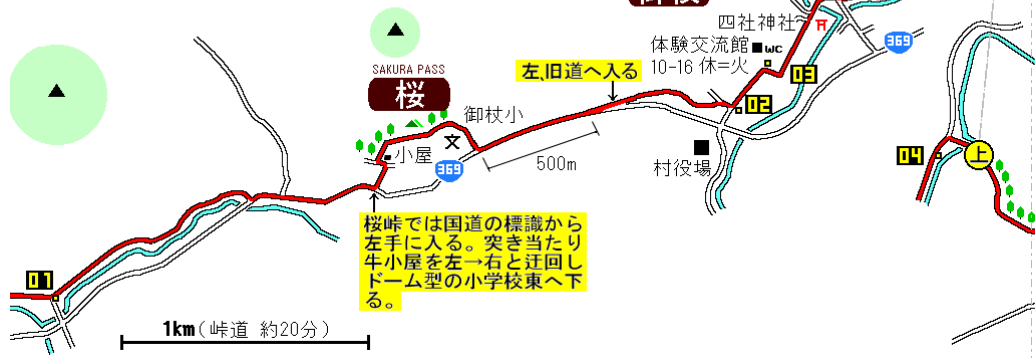 四社神社
369
体験交流館
WC
10-16 休=火
SAKURA PASS
桜
左、旧道へ入る
03
02
御杖小
文
小屋
369
500m
村役場
04
上
桜峠では国道の標識から
左手に入る。突き当たり
牛小屋を左→右と迂回し
ドーム型の小学校東へ下
る。
01
1km(峠道 約20分)